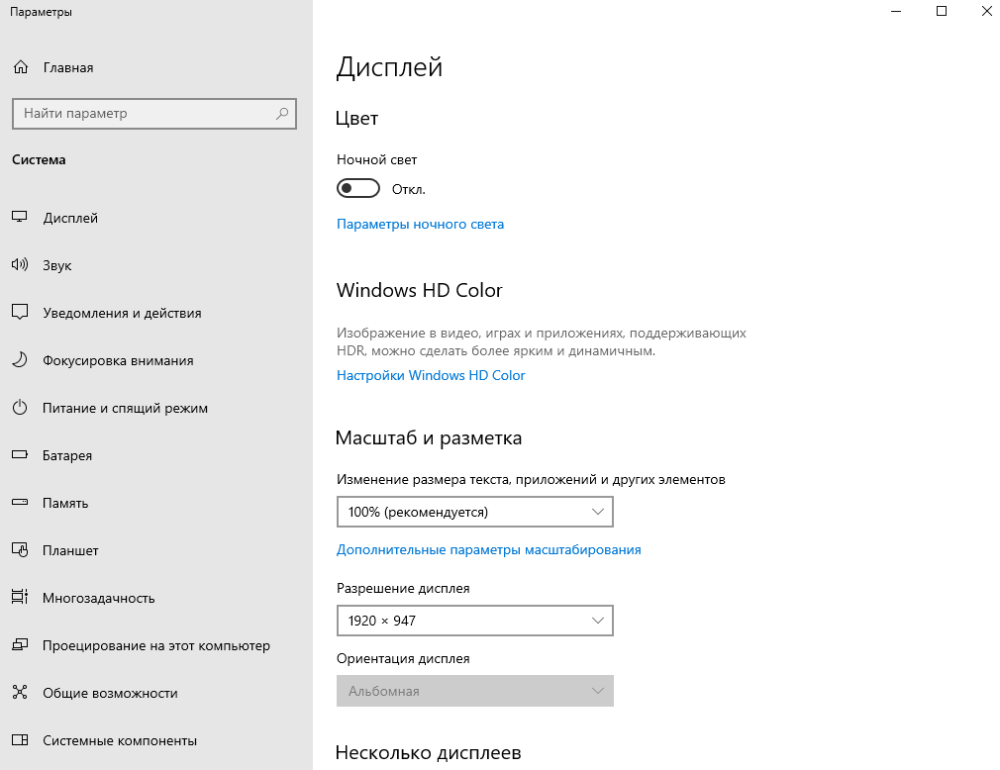 Параметры
Главная
Найти параметр
Система
Дисплей
Звук
Уведомления и действия
Фокусировка внимания
Питание и спящий режим
Батарея
Память
Планшет
Многозадачность
Проецирование на этот компьютер
Общие возможности
Системные компоненты
Дисплей
Цвет
Ночной свет
Откл.
Параметры ночного света
Windows HD Color
Изображение в видео, играх и приложениях, поддерживающих
HDR, можно сделать более ярким и динамичным.
Настройки Windows HD Color
Масштаб и разметка
Изменение размера текста, приложений и других элементов
100% (рекомендуется)
Дополнительные параметры масштабирования
Разрешение дисплея
1920 × 947
Ориентация дисплея
Альбомная
Несколько дисплеев